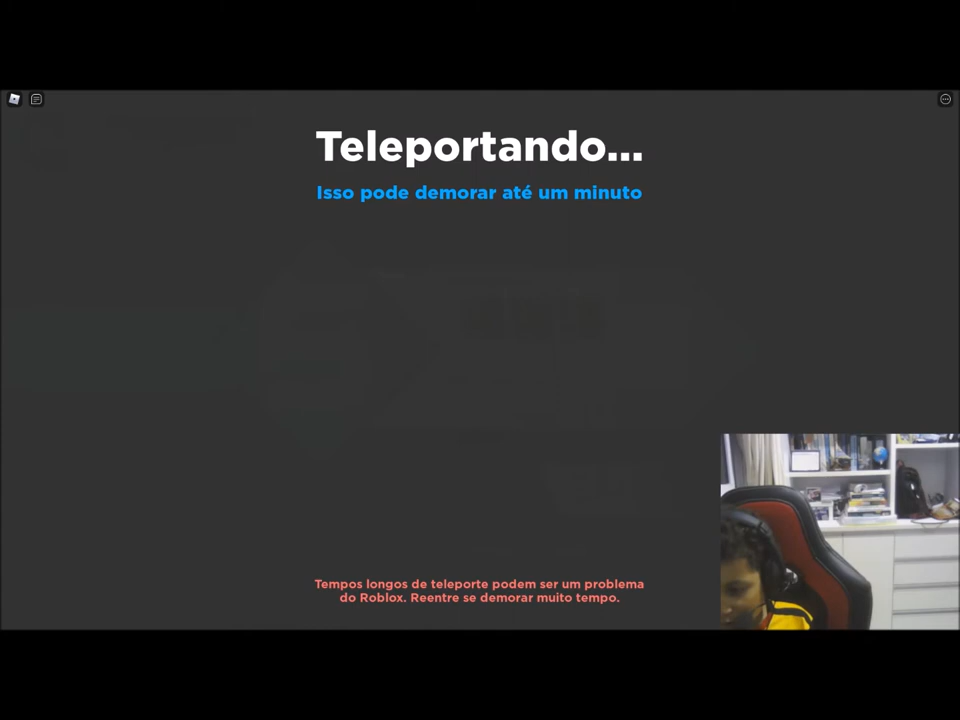 Teleportando...
Isso pode demorar até um minuto
Tempos longos de teleporte podem ser um problema
do Roblox. Reentre se demorar muito tempo.